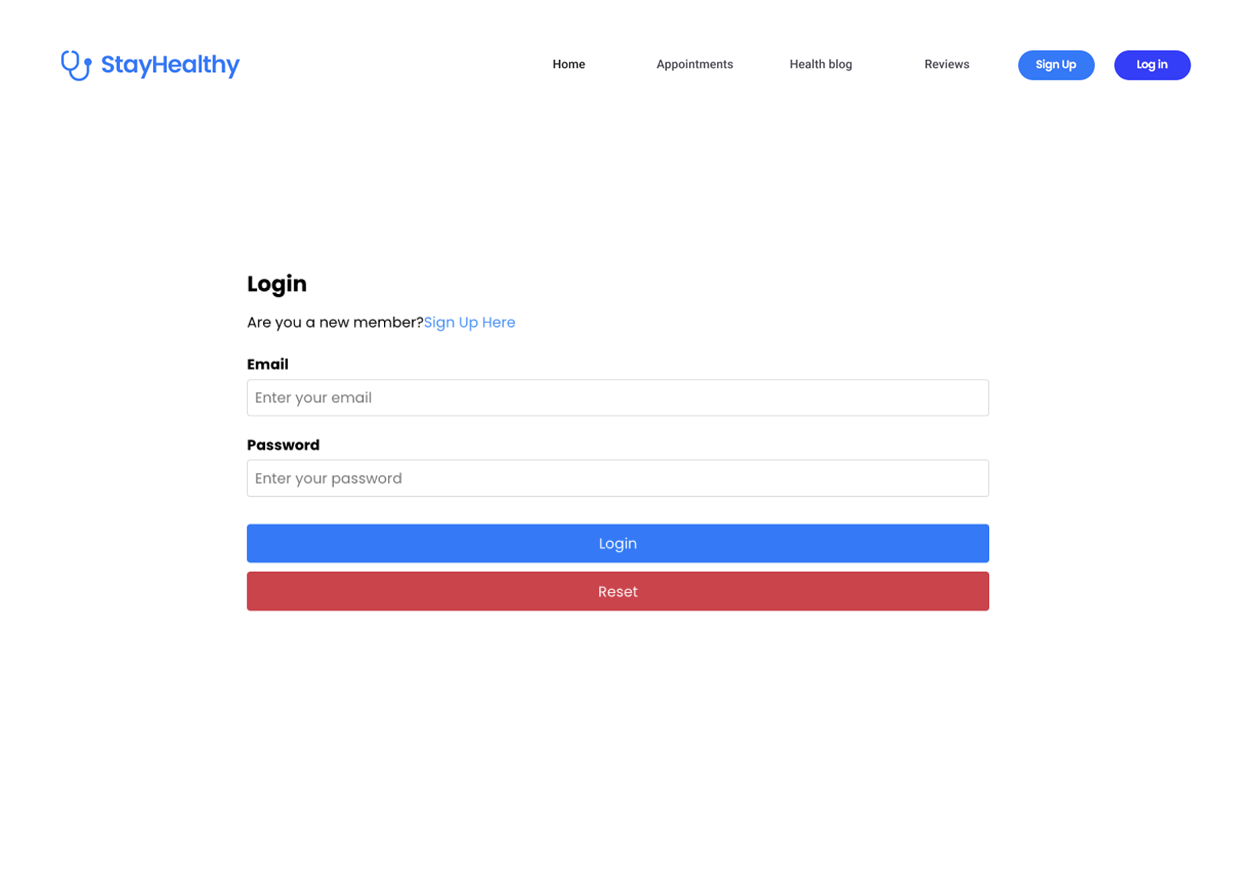 StayHealthy Home Appointments Health blog Reviews Sign Up Log in
Login
Are you a new member?Sign Up Here
Email
Enter your email
Password
Enter your password
Login
Reset